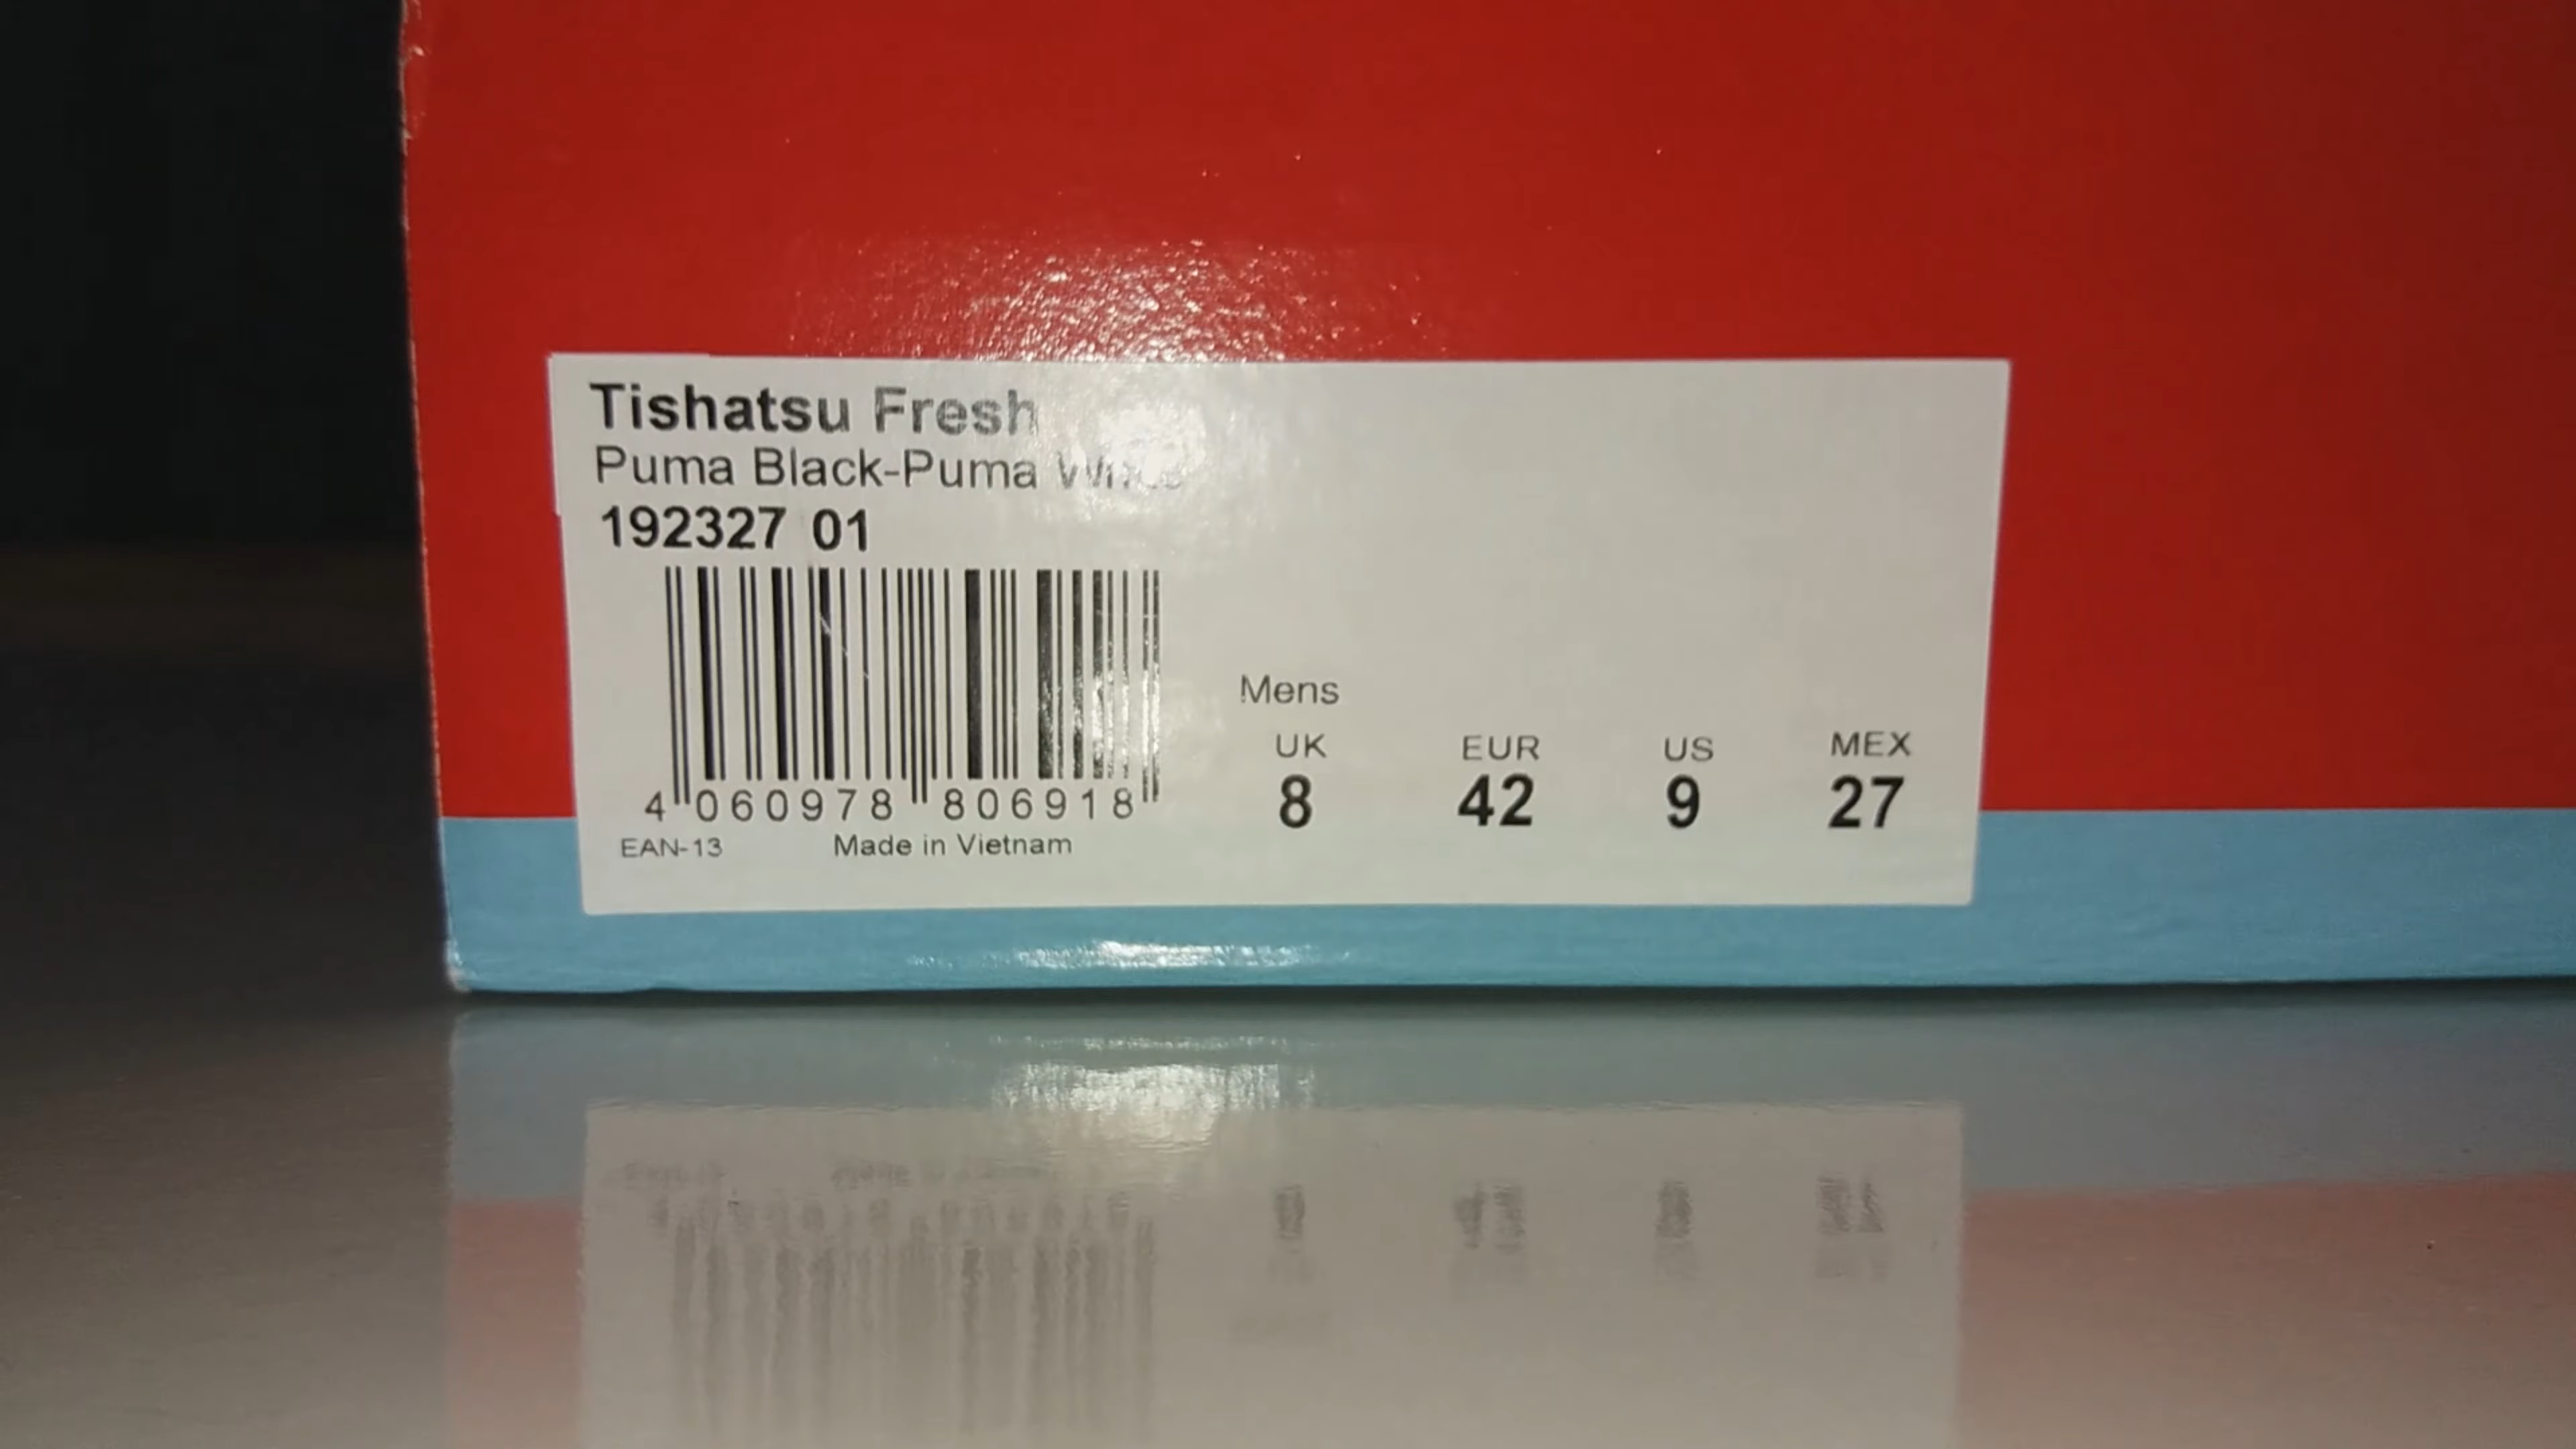 Tishatsu Fresh
Puma Black-Puma White
192327 01
4 060978 806918
EAN-13 Made in Vietnam
Mens
UK EUR US MEX
8 42 9 27